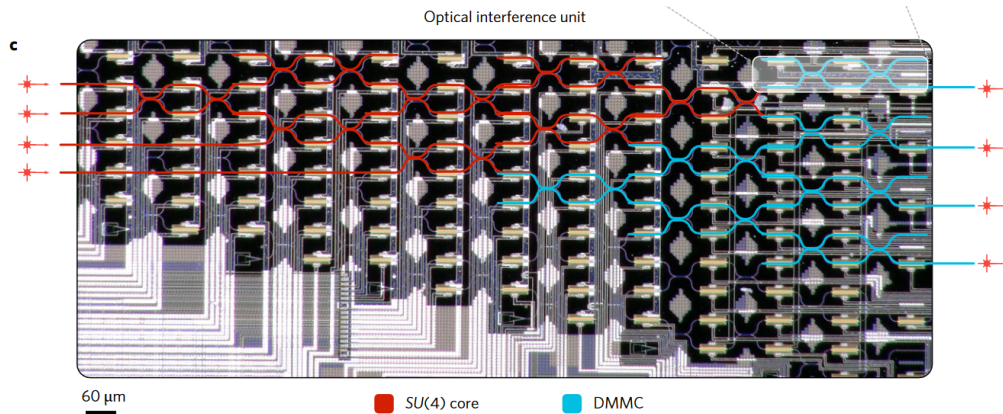 Optical interference unit
c
60 μm
SU(4) core
DMMC